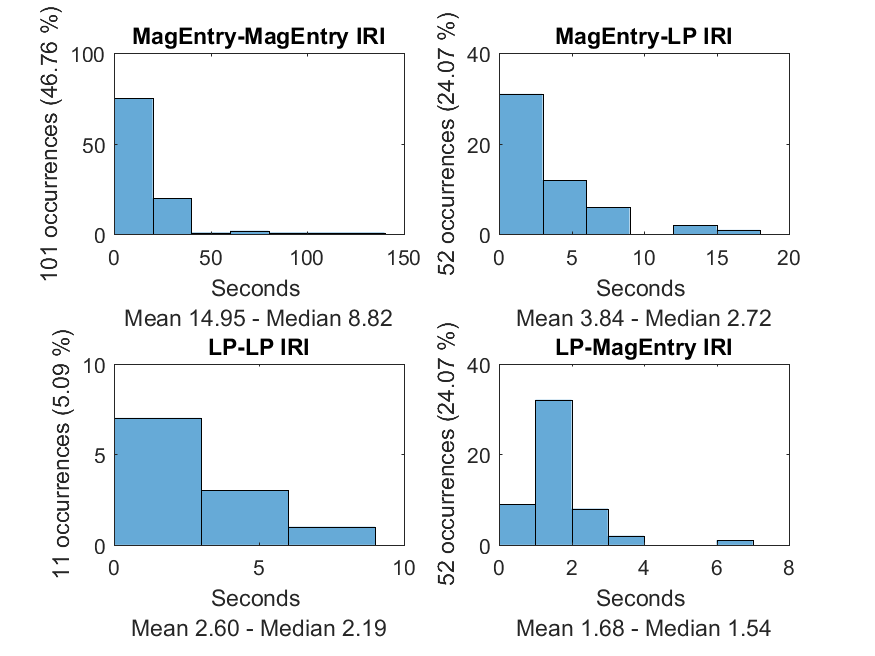 MagEntry-MagEntry IRI
101 occurrences (46.76 %)
100
50
0
0 50 100 150
Seconds
Mean 14.95 - Median 8.82
MagEntry-LP IRI
52 occurrences (24.07 %)
40
20
0
0 5 10 15 20
Seconds
Mean 3.84 - Median 2.72
LP-LP IRI
11 occurrences (5.09 %)
10
5
0
0 5 10
Seconds
Mean 2.60 - Median 2.19
LP-MagEntry IRI
52 occurrences (24.07 %)
40
20
0
0 2 4 6 8
Seconds
Mean 1.68 - Median 1.54